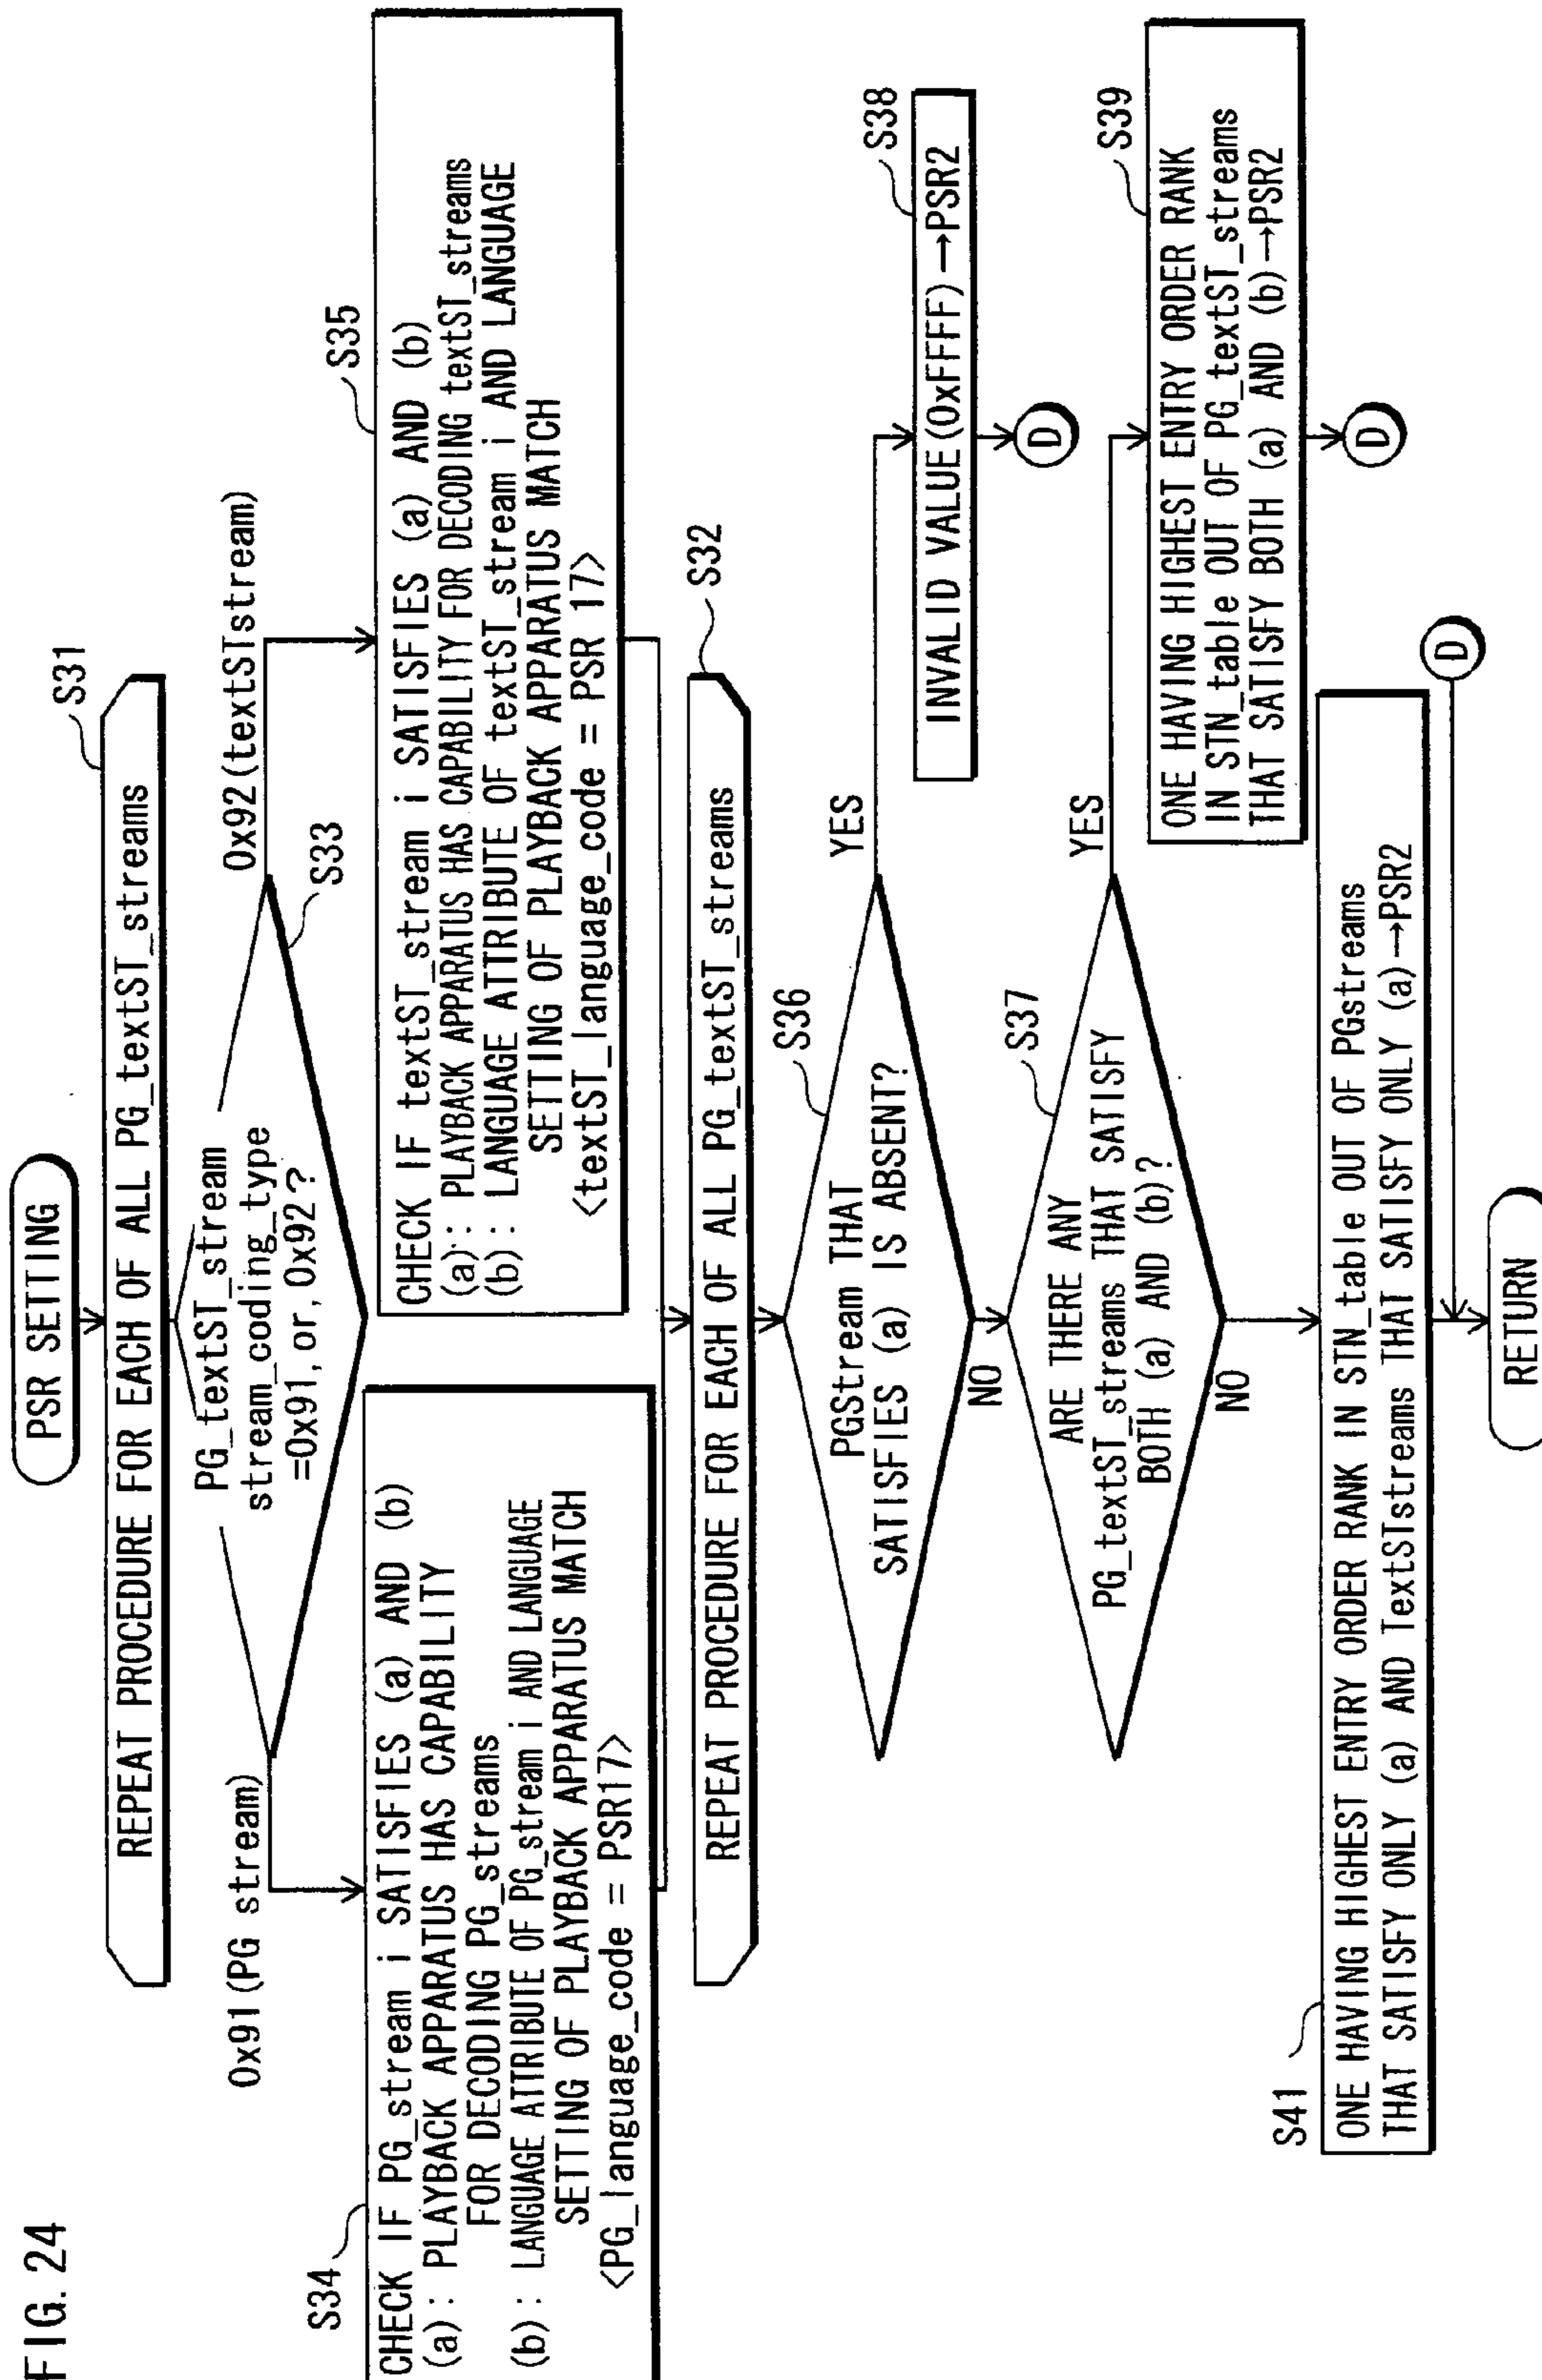 FIG. 24
PSR SETTING
S31
REPEAT PROCEDURE FOR EACH OF ALL PG_textST_streams
S33
PG_textST_stream
stream_coding_type
=0x91, or, 0x92?
0x91(PG stream)
0x92(textSTstream)
S34
CHECK IF PG_stream i SATISFIES (a) AND (b)
(a): PLAYBACK APPARATUS HAS CAPABILITY
FOR DECODING PG_streams
(b): LANGUAGE ATTRIBUTE OF PG_stream i AND LANGUAGE
SETTING OF PLAYBACK APPARATUS MATCH
<PG_language_code = PSR17>
S35
CHECK IF textST_stream i SATISFIES (a) AND (b)
(a): PLAYBACK APPARATUS HAS CAPABILITY FOR DECODING textST_streams
(b): LANGUAGE ATTRIBUTE OF textST_stream i AND LANGUAGE
SETTING OF PLAYBACK APPARATUS MATCH
<textST_language_code = PSR 17>
S32
REPEAT PROCEDURE FOR EACH OF ALL PG_textST_streams
S36
PGStream THAT
SATISFIES (a) IS ABSENT?
YES
NO
S38
INVALID VALUE(0xFFFF)→PSR2
D
S37
ARE THERE ANY
PG_textST_streams THAT SATISFY
BOTH (a) AND (b)?
YES
NO
S39
ONE HAVING HIGHEST ENTRY ORDER RANK
IN STN_table OUT OF PG_textST_streams
THAT SATISFY BOTH (a) AND (b)→PSR2
D
S41
ONE HAVING HIGHEST ENTRY ORDER RANK IN STN_table OUT OF PGstreams
THAT SATISFY ONLY (a) AND TextSTstreams THAT SATISFY ONLY (a)→PSR2
D
RETURN